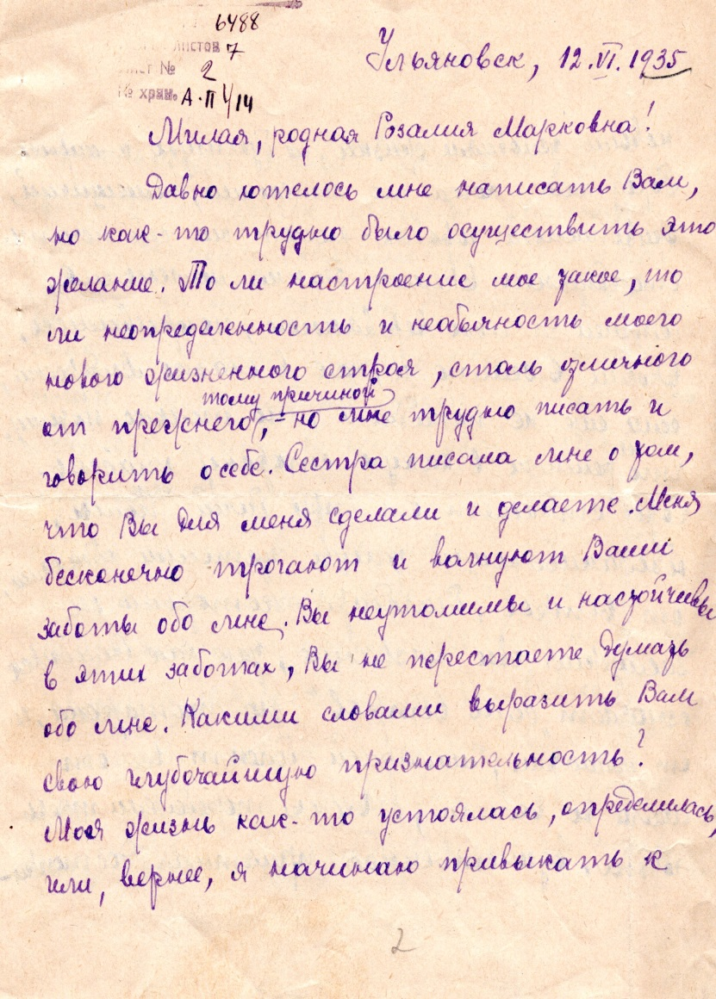 6488
листов 7
лист № 2
№ хран. А-П 4/14
Ульяновск, 12.VI.1935
Милая, родная Розалия Марковна!
Давно хотелось мне написать Вам,
но как-то трудно было осуществить это
желание. То ли настроение мое такое, то
ли неопределенность и необычность моего
нового жизненного строя, столь отличного
тому причиной
от прежнего, – но мне трудно писать и
говорить о себе. Сестра писала мне о том,
что Вы для меня сделали и делаете. Меня
бесконечно трогают и волнуют Ваши
заботы обо мне. Вы неутомимы и настойчивы
в этих заботах, Вы не перестаете думать
обо мне. Какими словами выразить Вам
свою глубочайшую признательность?
Моя жизнь как-то устоялась, определилась,
или, вернее, я начинаю привыкать к
2